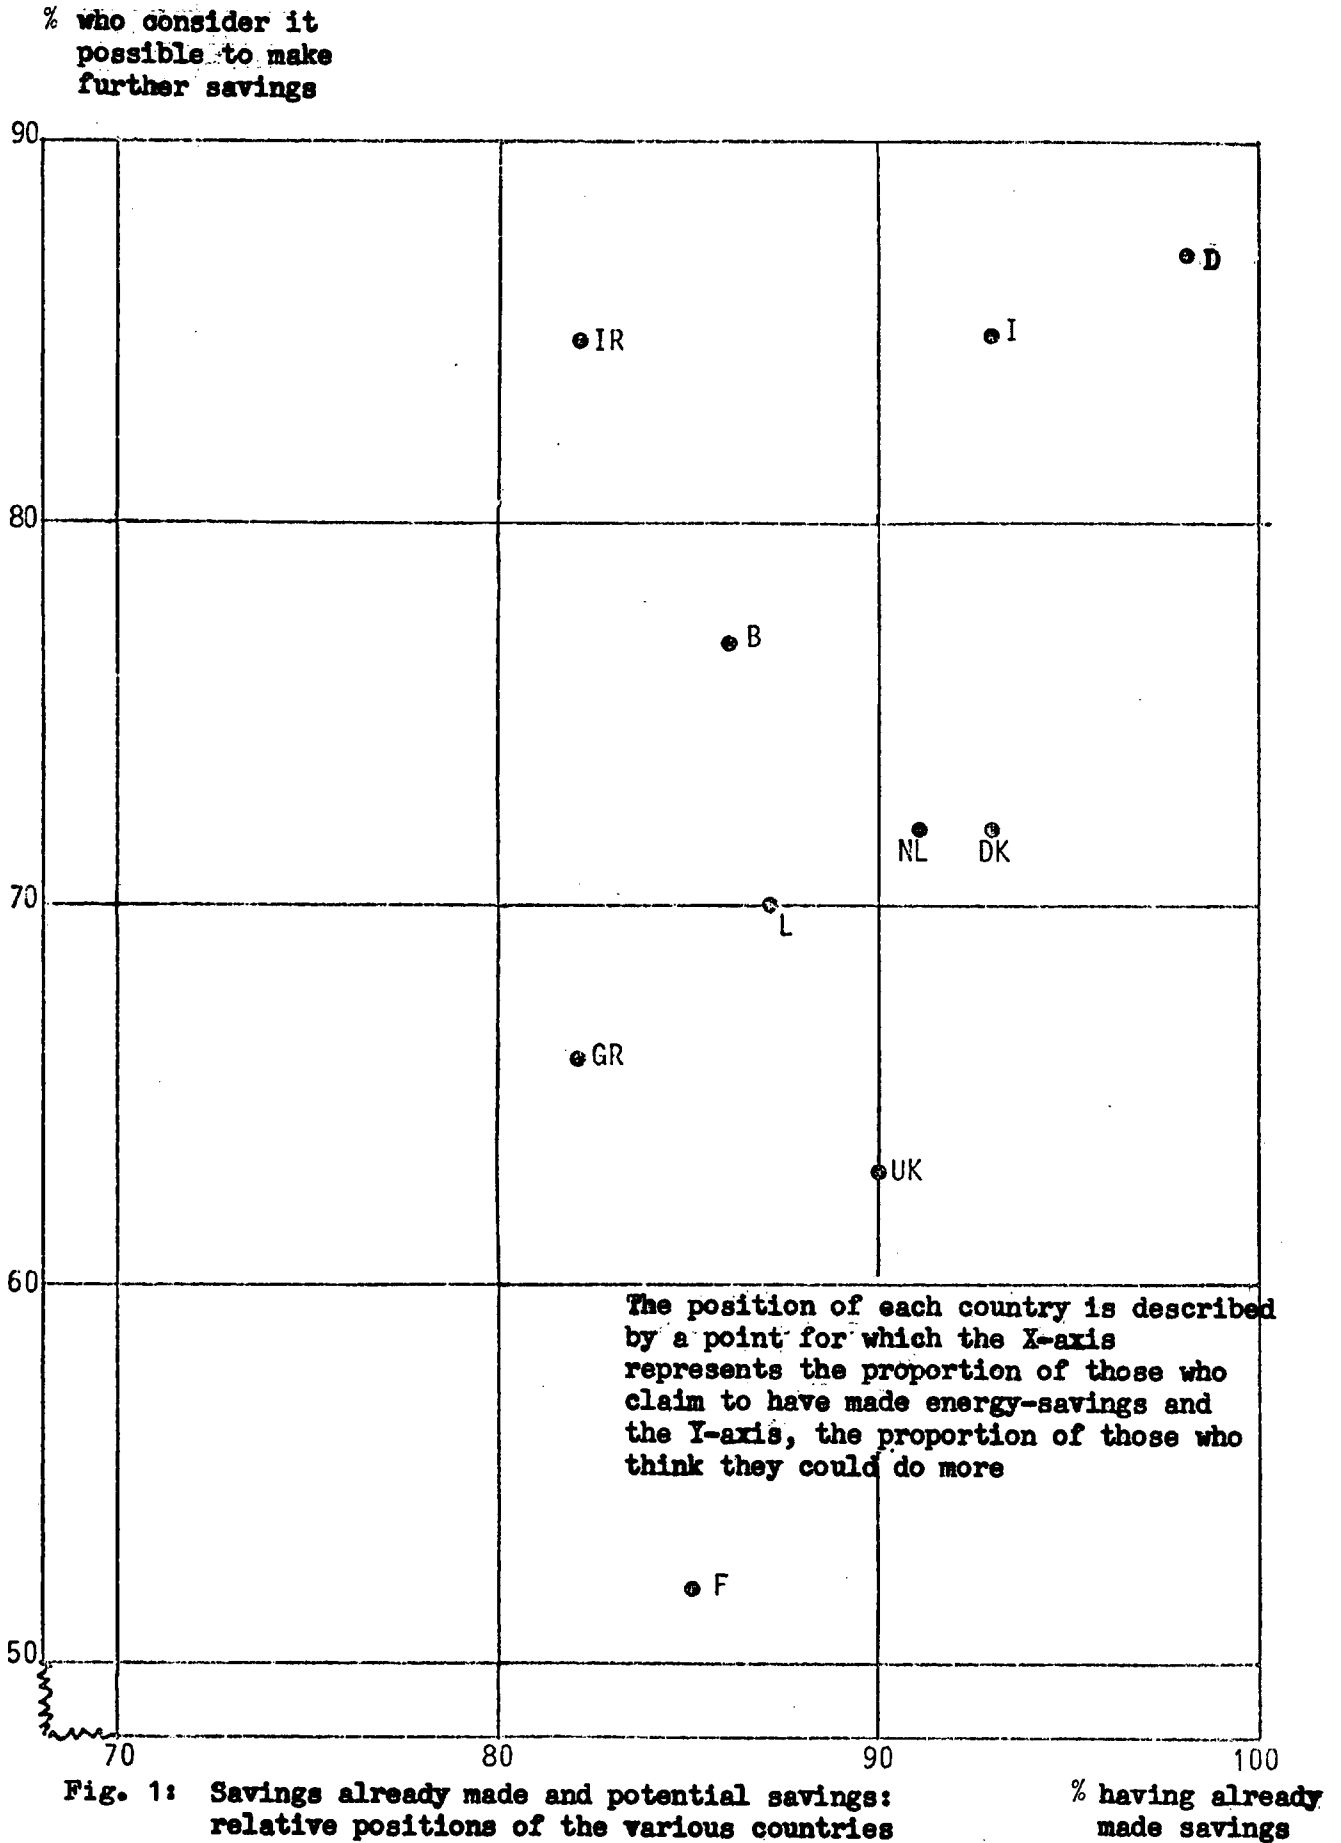 % who consider it
possible to make
further savings
90
D
I
IR
80
B
NL DK
70
L
GR
UK
60
The position of each country is described
by a point for which the X-axis
represents the proportion of those who
claim to have made energy-savings and
the Y-axis, the proportion of those who
think they could do more
F
50
70 80 90 100
Fig. 1: Savings already made and potential savings:
relative positions of the various countries
% having already
made savings